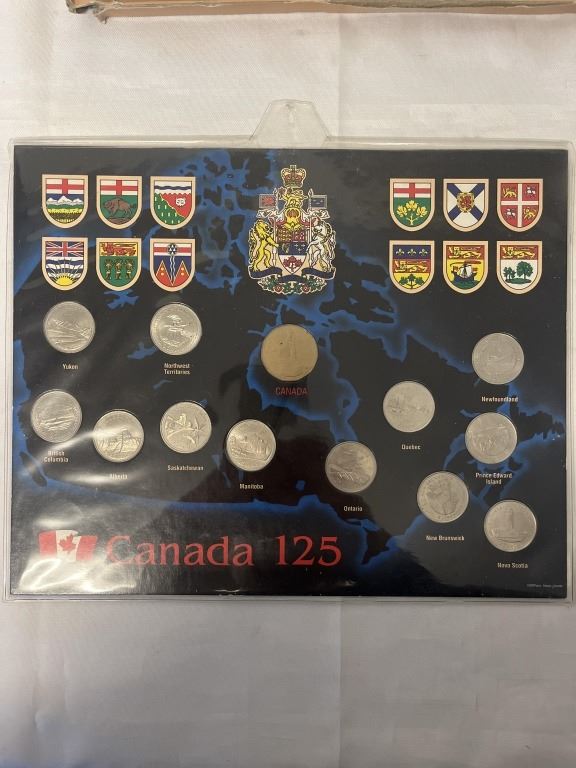 Yukon
Northwest
Territories
CANADA
Newfoundland
British
Columbia
Alberta
Saskatchewan
Manitoba
Ontario
Quebec
Prince Edward
Island
New Brunswick
Nova Scotia
Canada 125